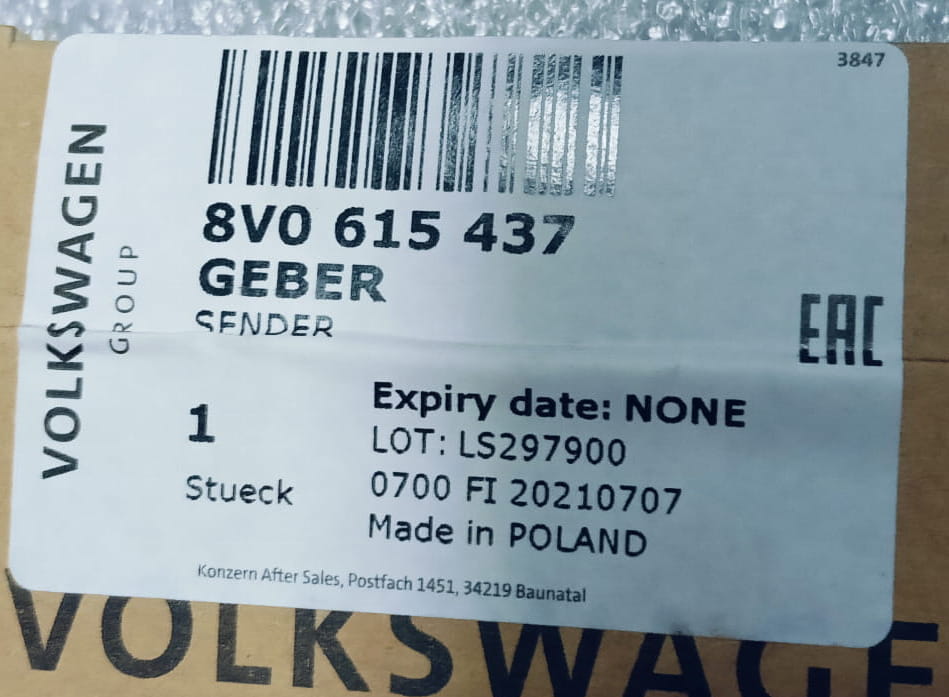 3847
VOLKSWAGEN
GROUP
8V0 615 437
GEBER
SENDER
EAC
1
Stueck
Expiry date: NONE
LOT: LS297900
0700 FI 20210707
Made in POLAND
Konzern After Sales, Postfach 1451, 34219 Baunatal
VOLKSWAGE